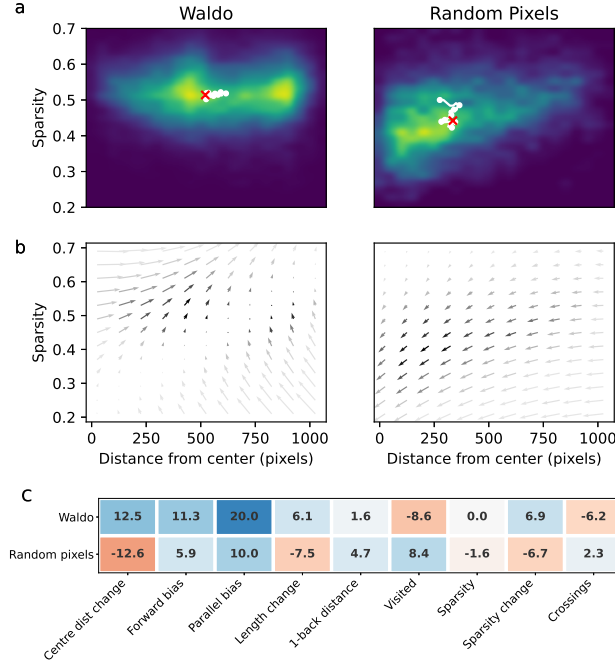 a
Waldo
Random Pixels
Sparsity
0.7
0.6
0.5
0.4
0.3
0.2
b
Sparsity
0.7
0.6
0.5
0.4
0.3
0.2
0 250 500 750 1000
0 250 500 750 1000
Distance from center (pixels)
Distance from center (pixels)
c
Waldo 12.5 11.3 20.0 6.1 1.6 -8.6 0.0 6.9 -6.2
Random pixels -12.6 5.9 10.0 -7.5 4.7 8.4 -1.6 -6.7 2.3
Centre dist change
Forward bias
Parallel bias
Length change
1-back distance
Visited
Sparsity
Sparsity change
Crossings